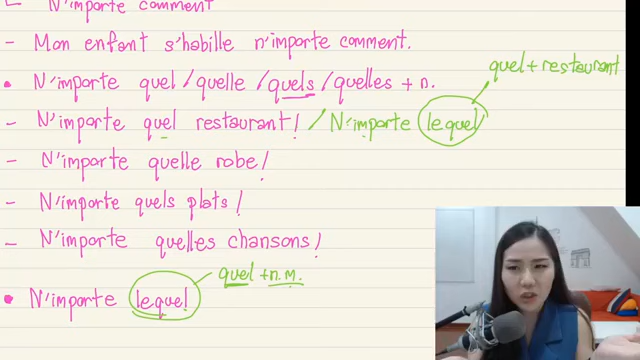 - N'importe comment
- Mon enfant s'habille n'importe comment.
quel + restaurant
• N'importe quel / quelle / quels / quelles + n.
- N'importe quel restaurant! / N'importe lequel
- N'importe quelle robe!
- N'importe quels plats!
- N'importe quelles chansons!
quel + n.m.
• N'importe lequel